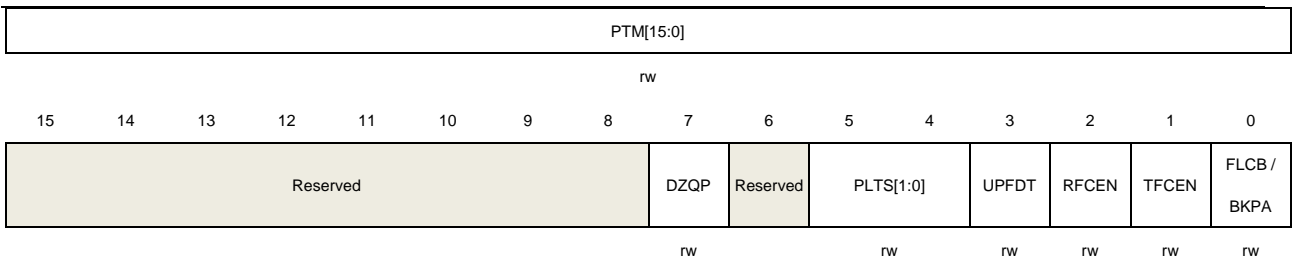 PTM[15:0]
rw
15 14 13 12 11 10 9 8 7 6 5 4 3 2 1 0
Reserved DZQP Reserved PLTS[1:0] UPFDT RFCEN TFCEN FLCB /
BKPA
rw rw rw rw rw rw